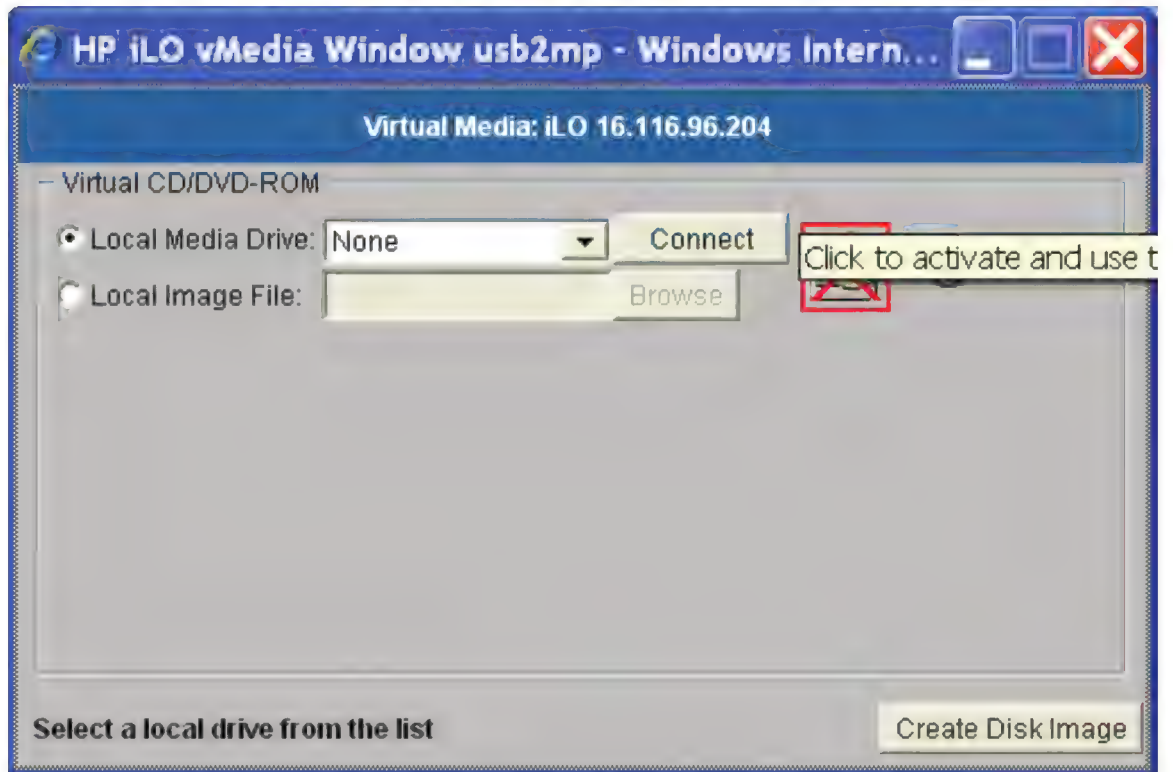 HP iLO vMedia Window usb2mp - Windows Intern...
Virtual Media: iLO 16.116.96.204
Virtual CD/DVD-ROM
Local Media Drive: None Connect
Click to activate and use t
Local Image File: Browse
Select a local drive from the list Create Disk Image